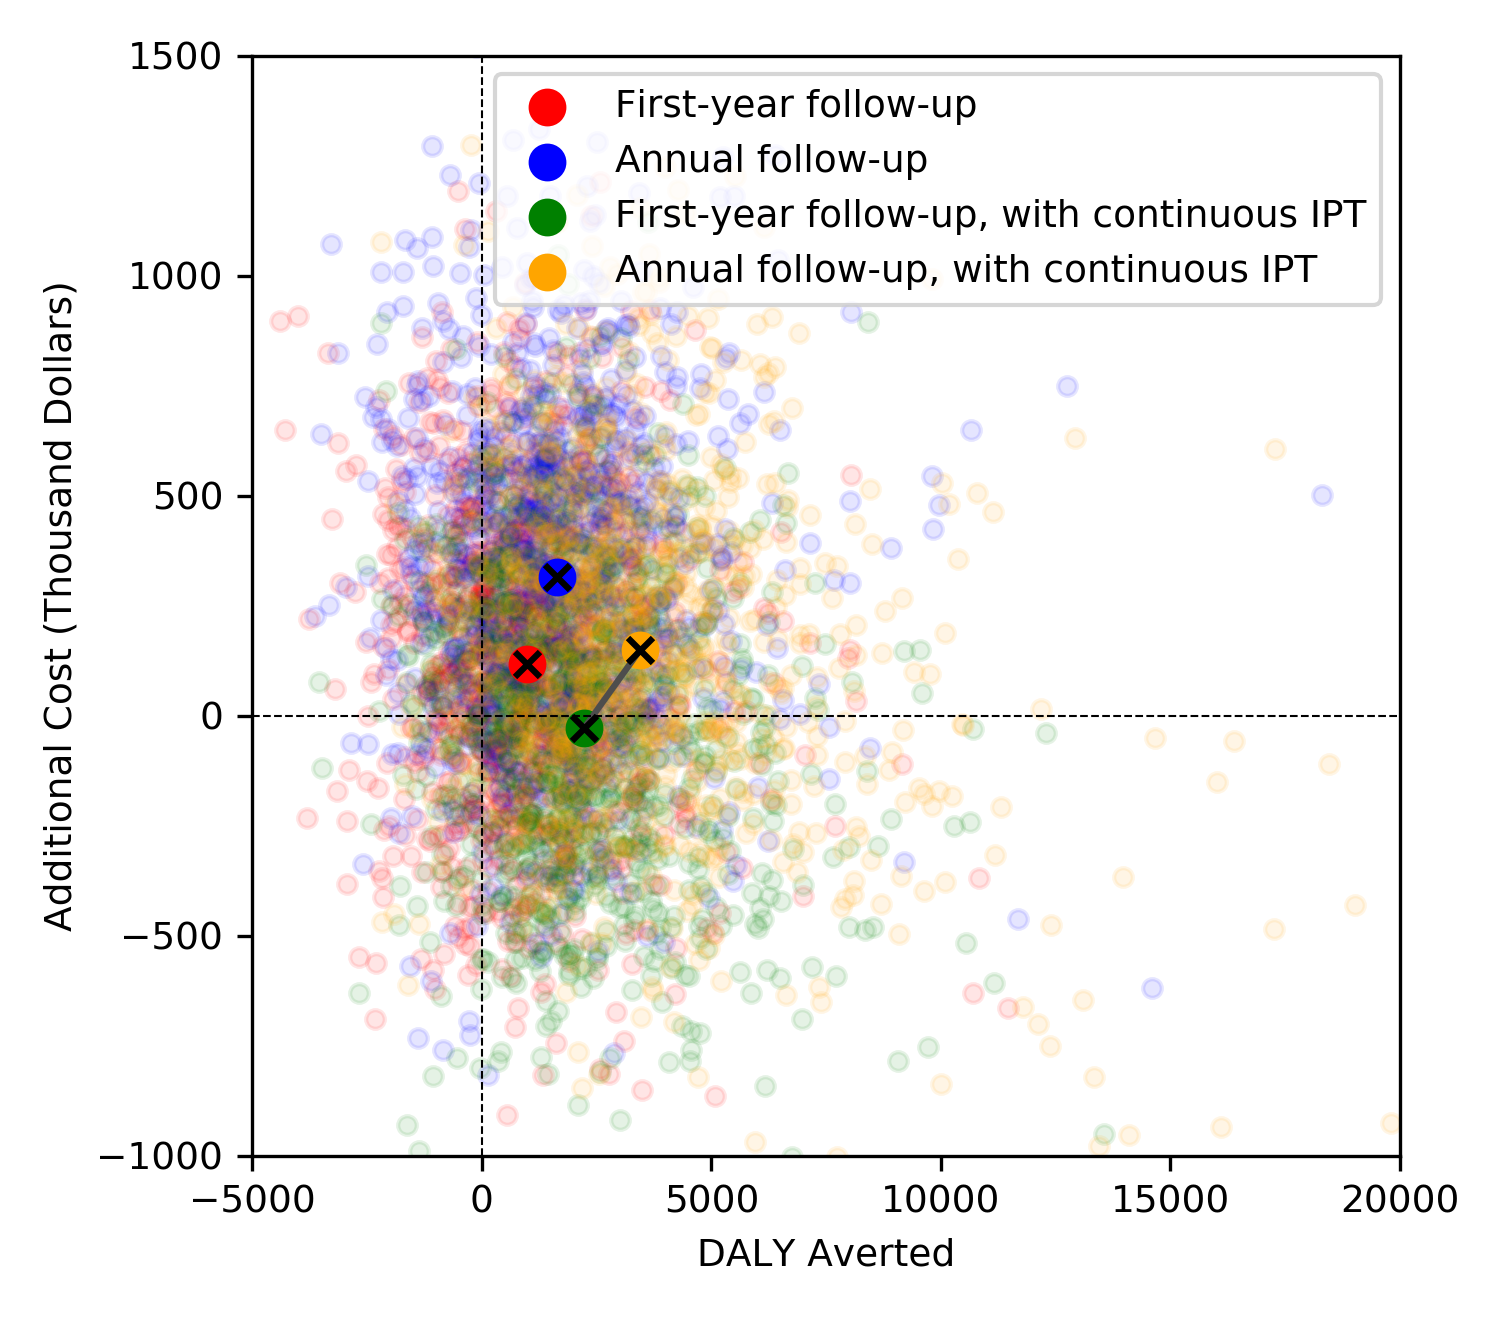 1500
1000
500
0
−500
−1000
Additional Cost (Thousand Dollars)
First-year follow-up
Annual follow-up
First-year follow-up, with continuous IPT
Annual follow-up, with continuous IPT
−5000 0 5000 10000 15000 20000
DALY Averted